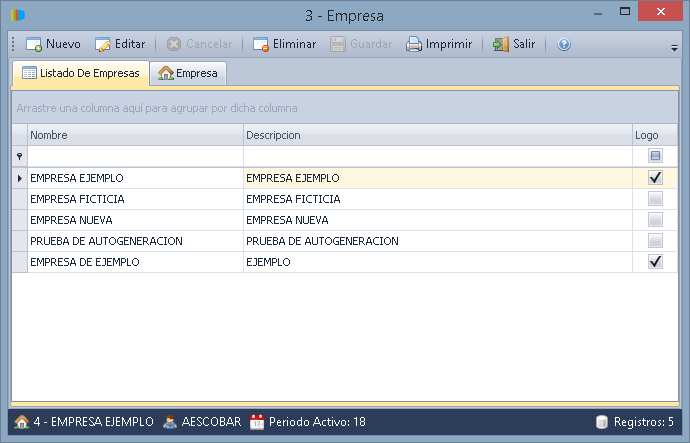 3 - Empresa
Nuevo Editar Cancelar Eliminar Guardar Imprimir Salir
Listado De Empresas Empresa
Arrastre una columna aquí para agrupar por dicha columna
Nombre Descripcion Logo
EMPRESA EJEMPLO EMPRESA EJEMPLO
EMPRESA FICTICIA EMPRESA FICTICIA
EMPRESA NUEVA EMPRESA NUEVA
PRUEBA DE AUTOGENERACION PRUEBA DE AUTOGENERACION
EMPRESA DE EJEMPLO EJEMPLO
4 - EMPRESA EJEMPLO AESCOBAR Periodo Activo: 18 Registros: 5